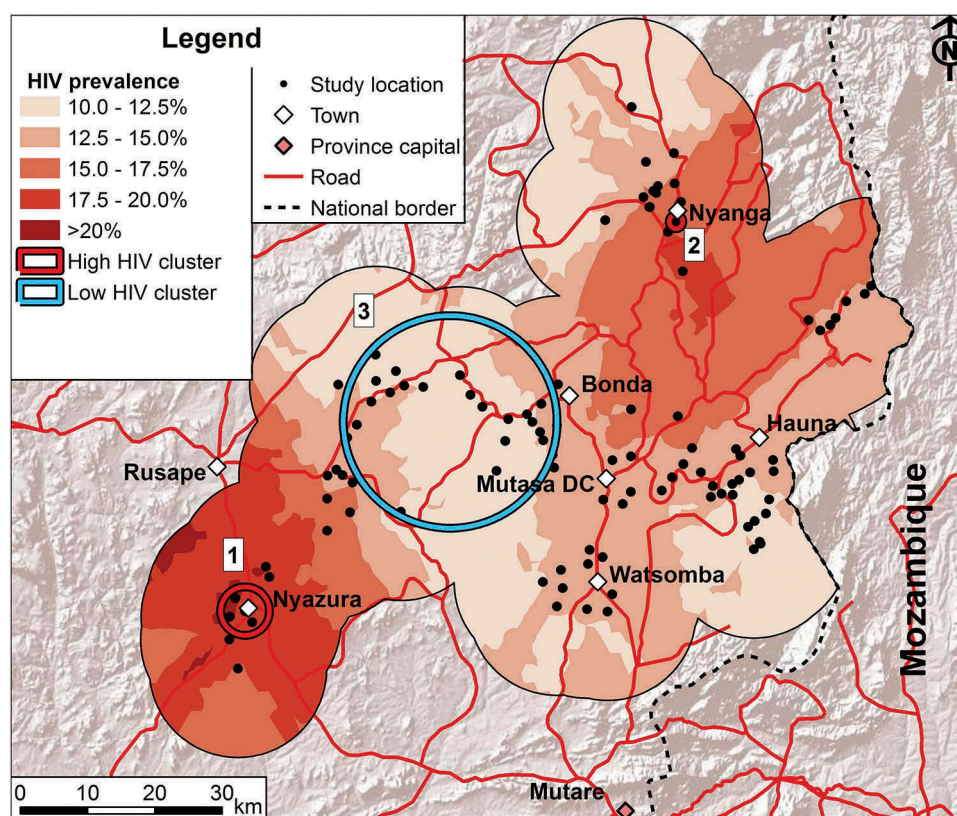 Legend
HIV prevalence
10.0 - 12.5%
12.5 - 15.0%
15.0 - 17.5%
17.5 - 20.0%
>20%
High HIV cluster
Low HIV cluster
Study location
Town
Province capital
Road
National border
N
Nyanga
2
3
Bonda
Hauna
Rusape
Mutasa DC
1
Nyazura
Watsomba
Mozambique
Mutare
0 10 20 30 km